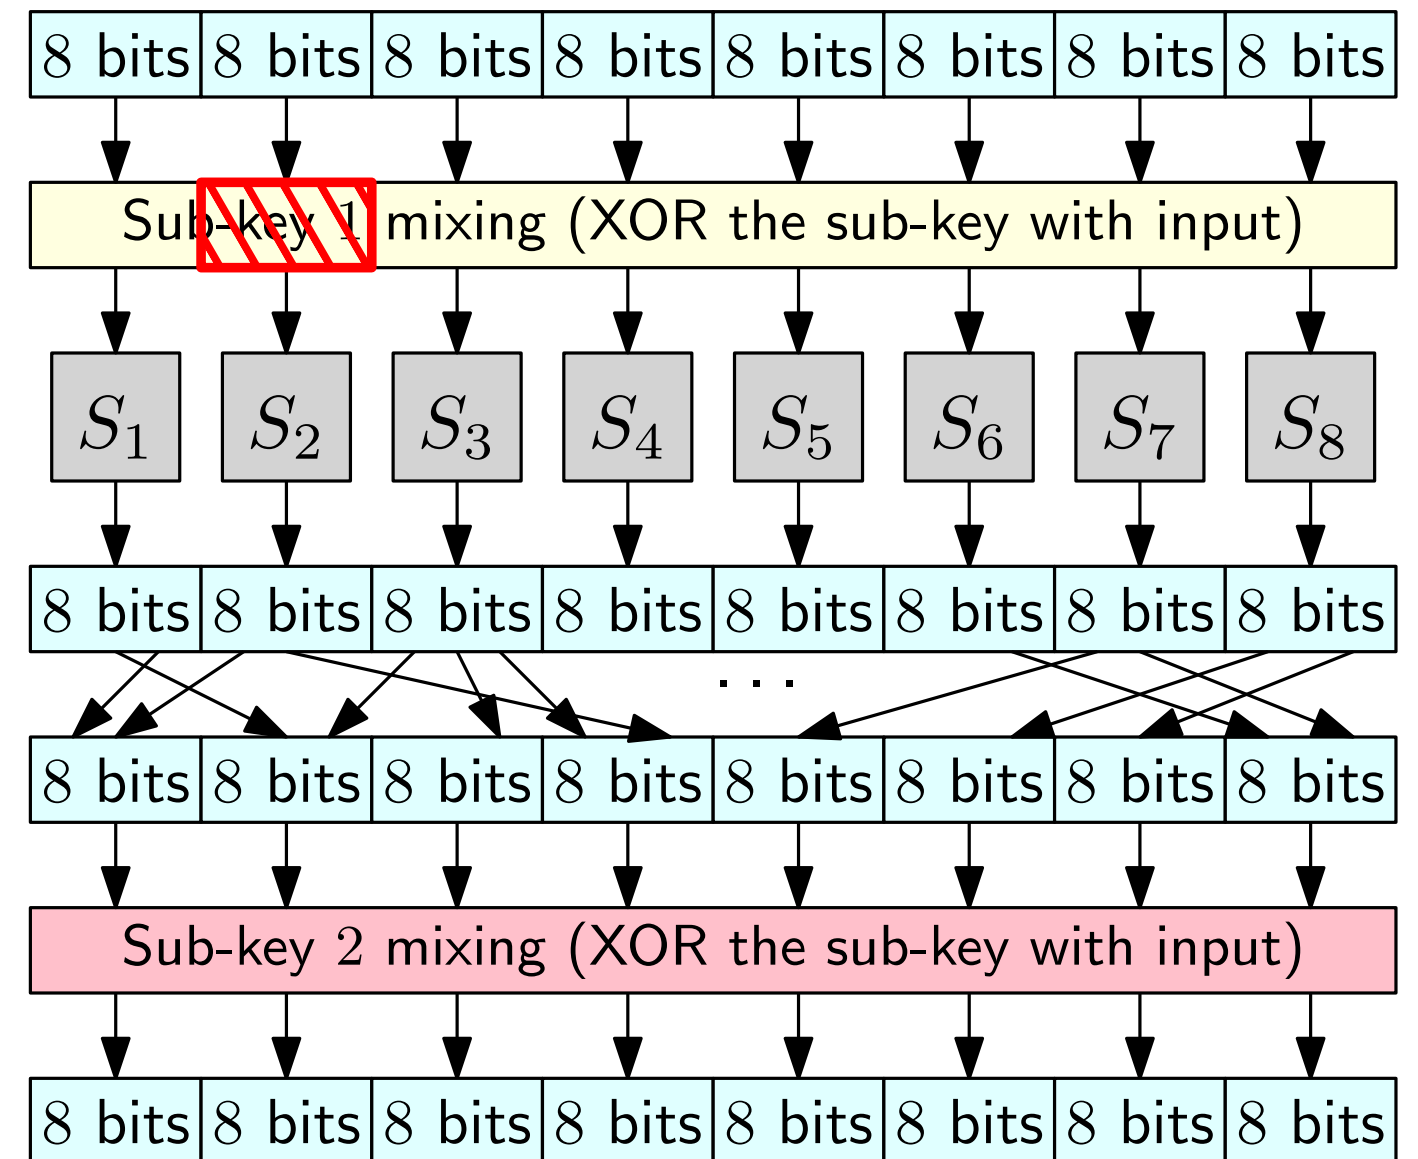 8 bits 8 bits 8 bits 8 bits 8 bits 8 bits 8 bits 8 bits
Sub-key 1 mixing (XOR the sub-key with input)
S₁ S₂ S₃ S₄ S₅ S₆ S₇ S₈
8 bits 8 bits 8 bits 8 bits 8 bits 8 bits 8 bits 8 bits
...
8 bits 8 bits 8 bits 8 bits 8 bits 8 bits 8 bits 8 bits
Sub-key 2 mixing (XOR the sub-key with input)
8 bits 8 bits 8 bits 8 bits 8 bits 8 bits 8 bits 8 bits